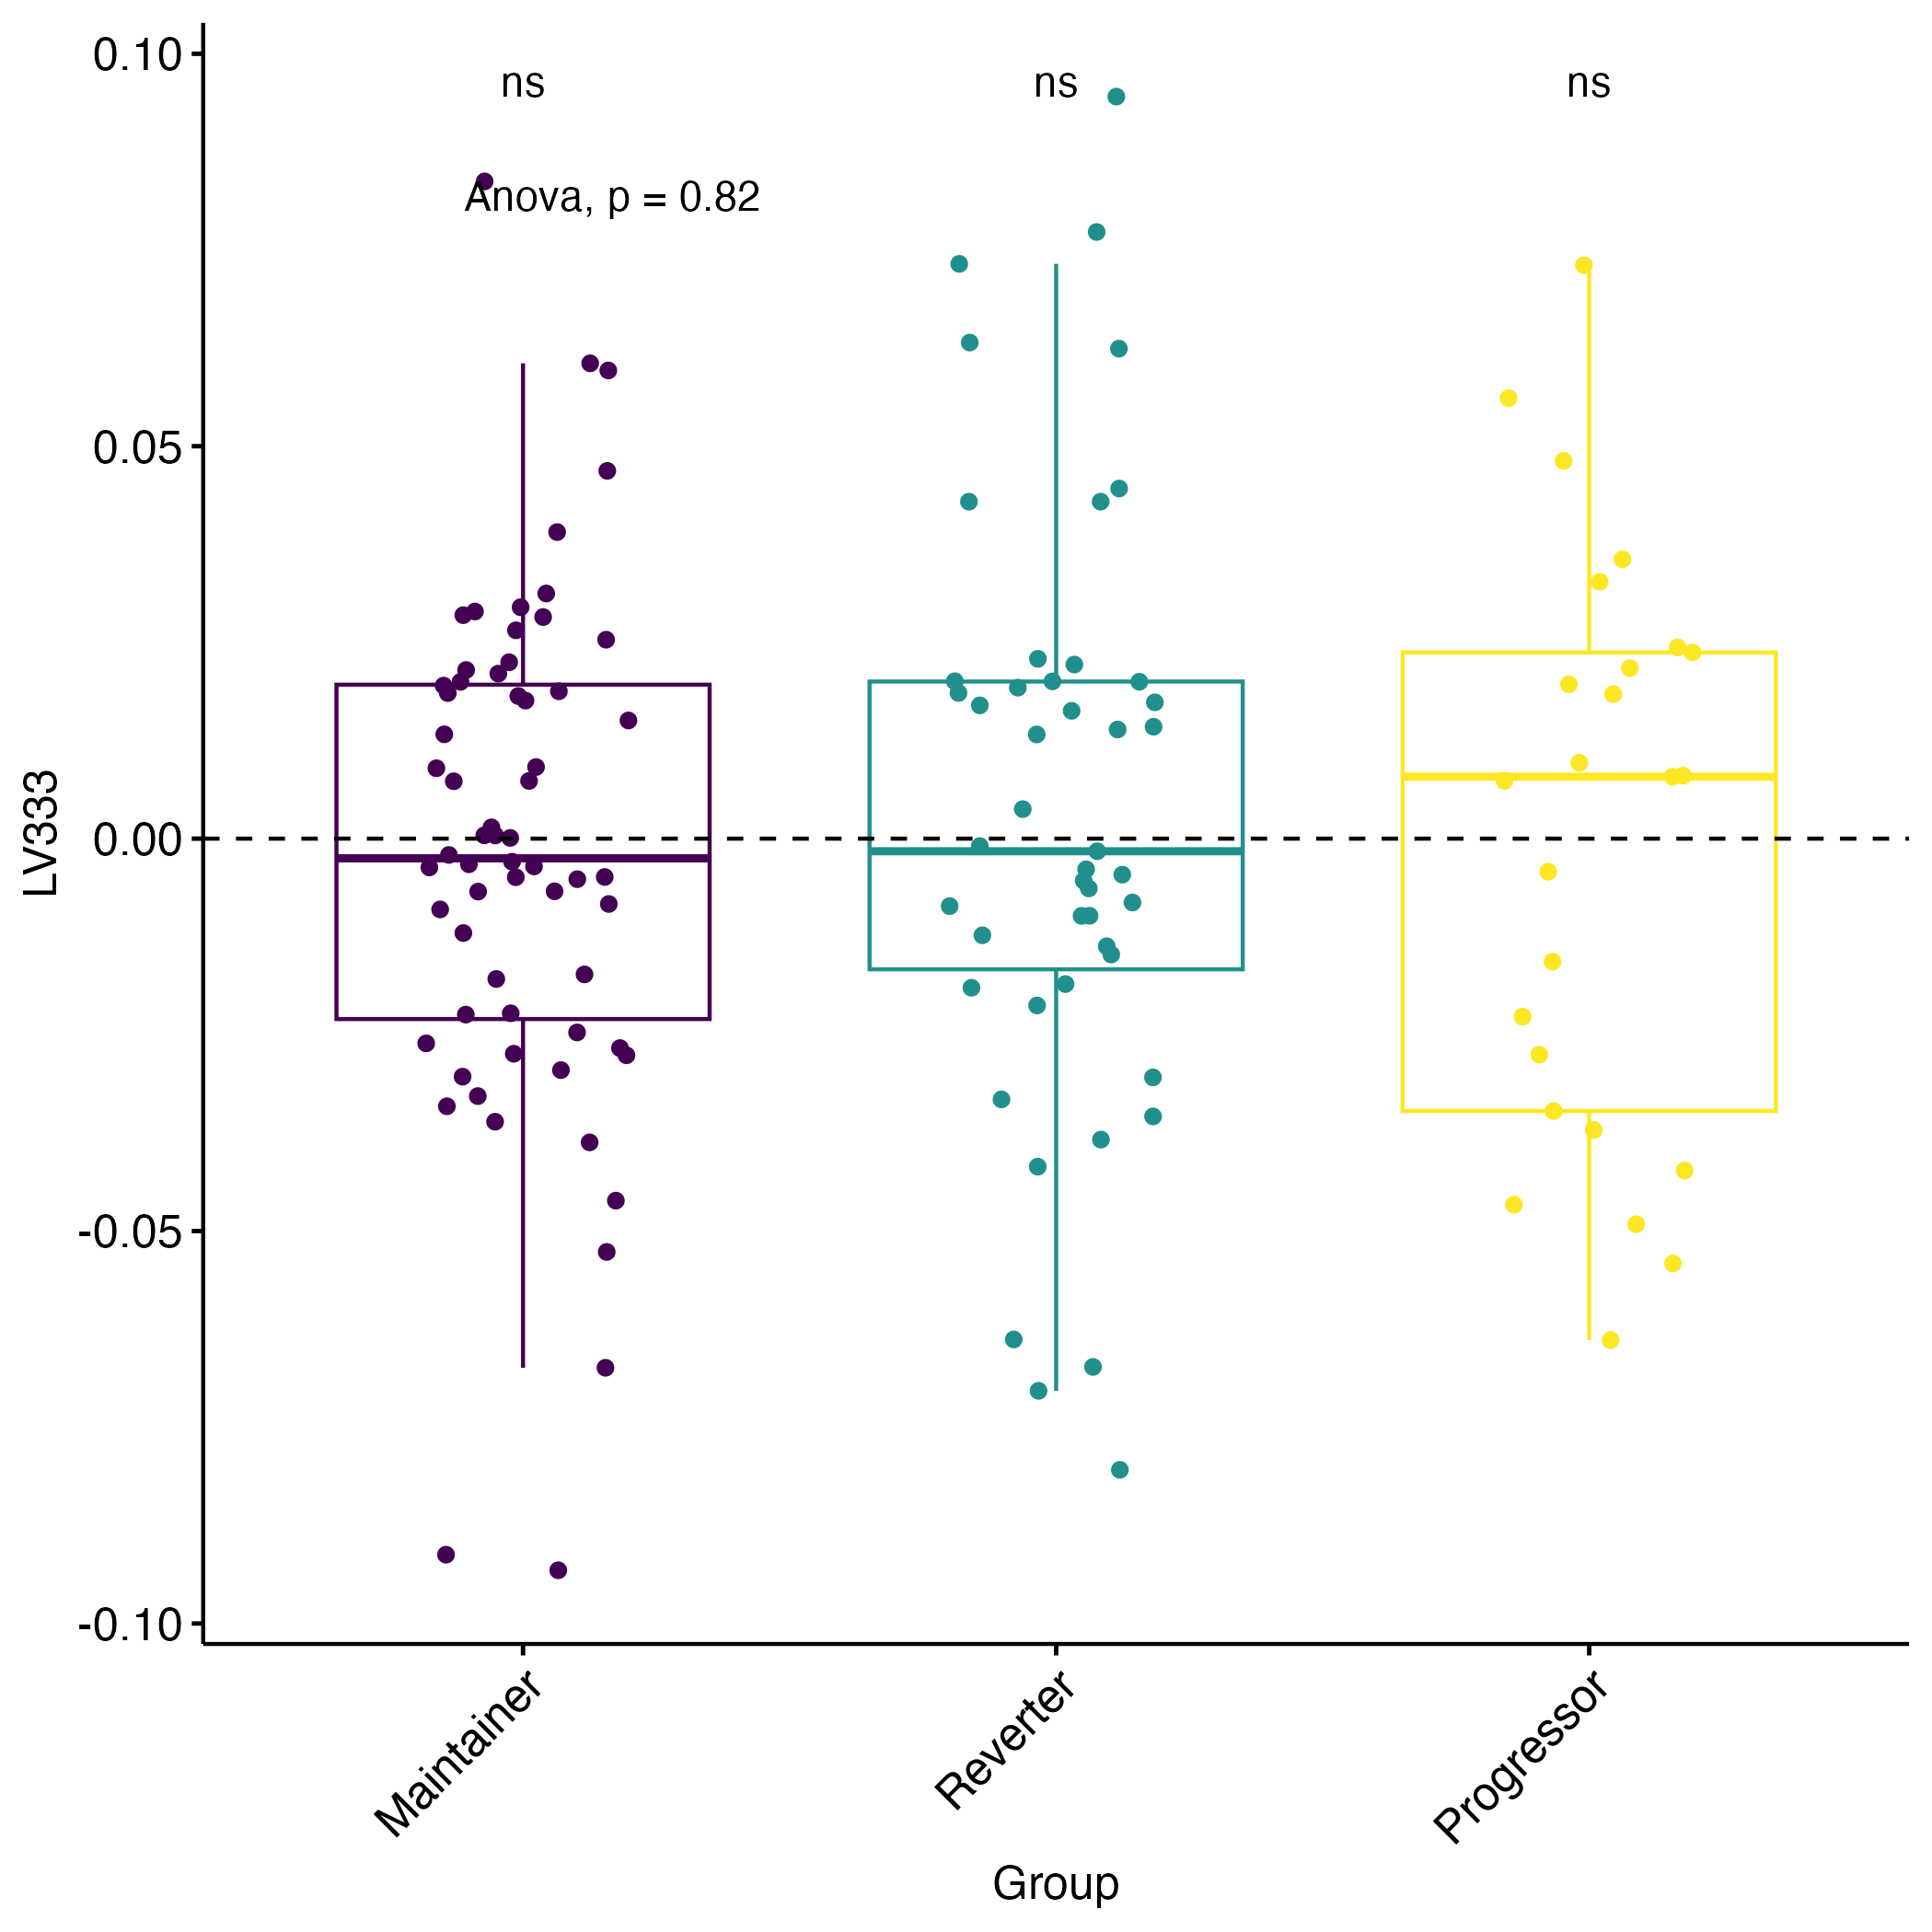 0.10
ns ns ns
Anova, p = 0.82
0.05
LV333
0.00
-0.05
-0.10
Maintainer
Reverter
Progressor
Group